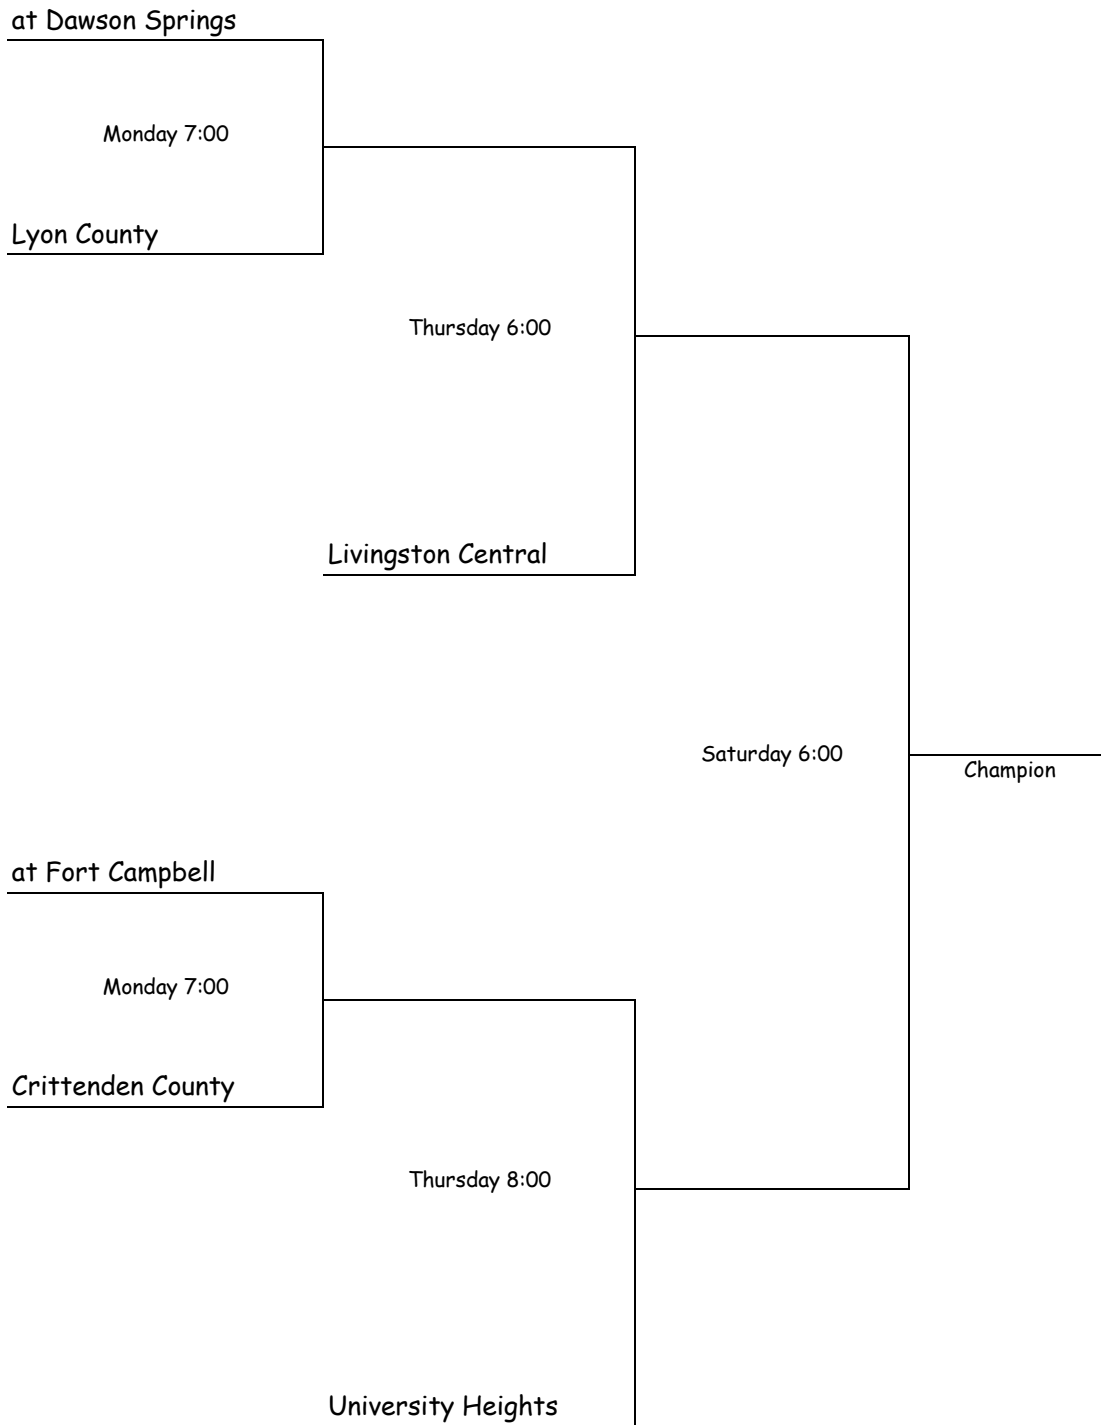 at Dawson Springs
Monday 7:00
Lyon County
Thursday 6:00
Livingston Central
Saturday 6:00
Champion
at Fort Campbell
Monday 7:00
Crittenden County
Thursday 8:00
University Heights